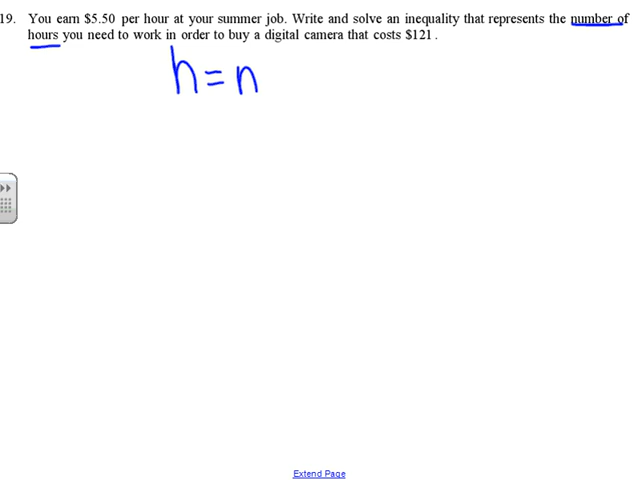 19. You earn $5.50 per hour at your summer job. Write and solve an inequality that represents the number of
hours you need to work in order to buy a digital camera that costs $121.
h = n
Extend Page